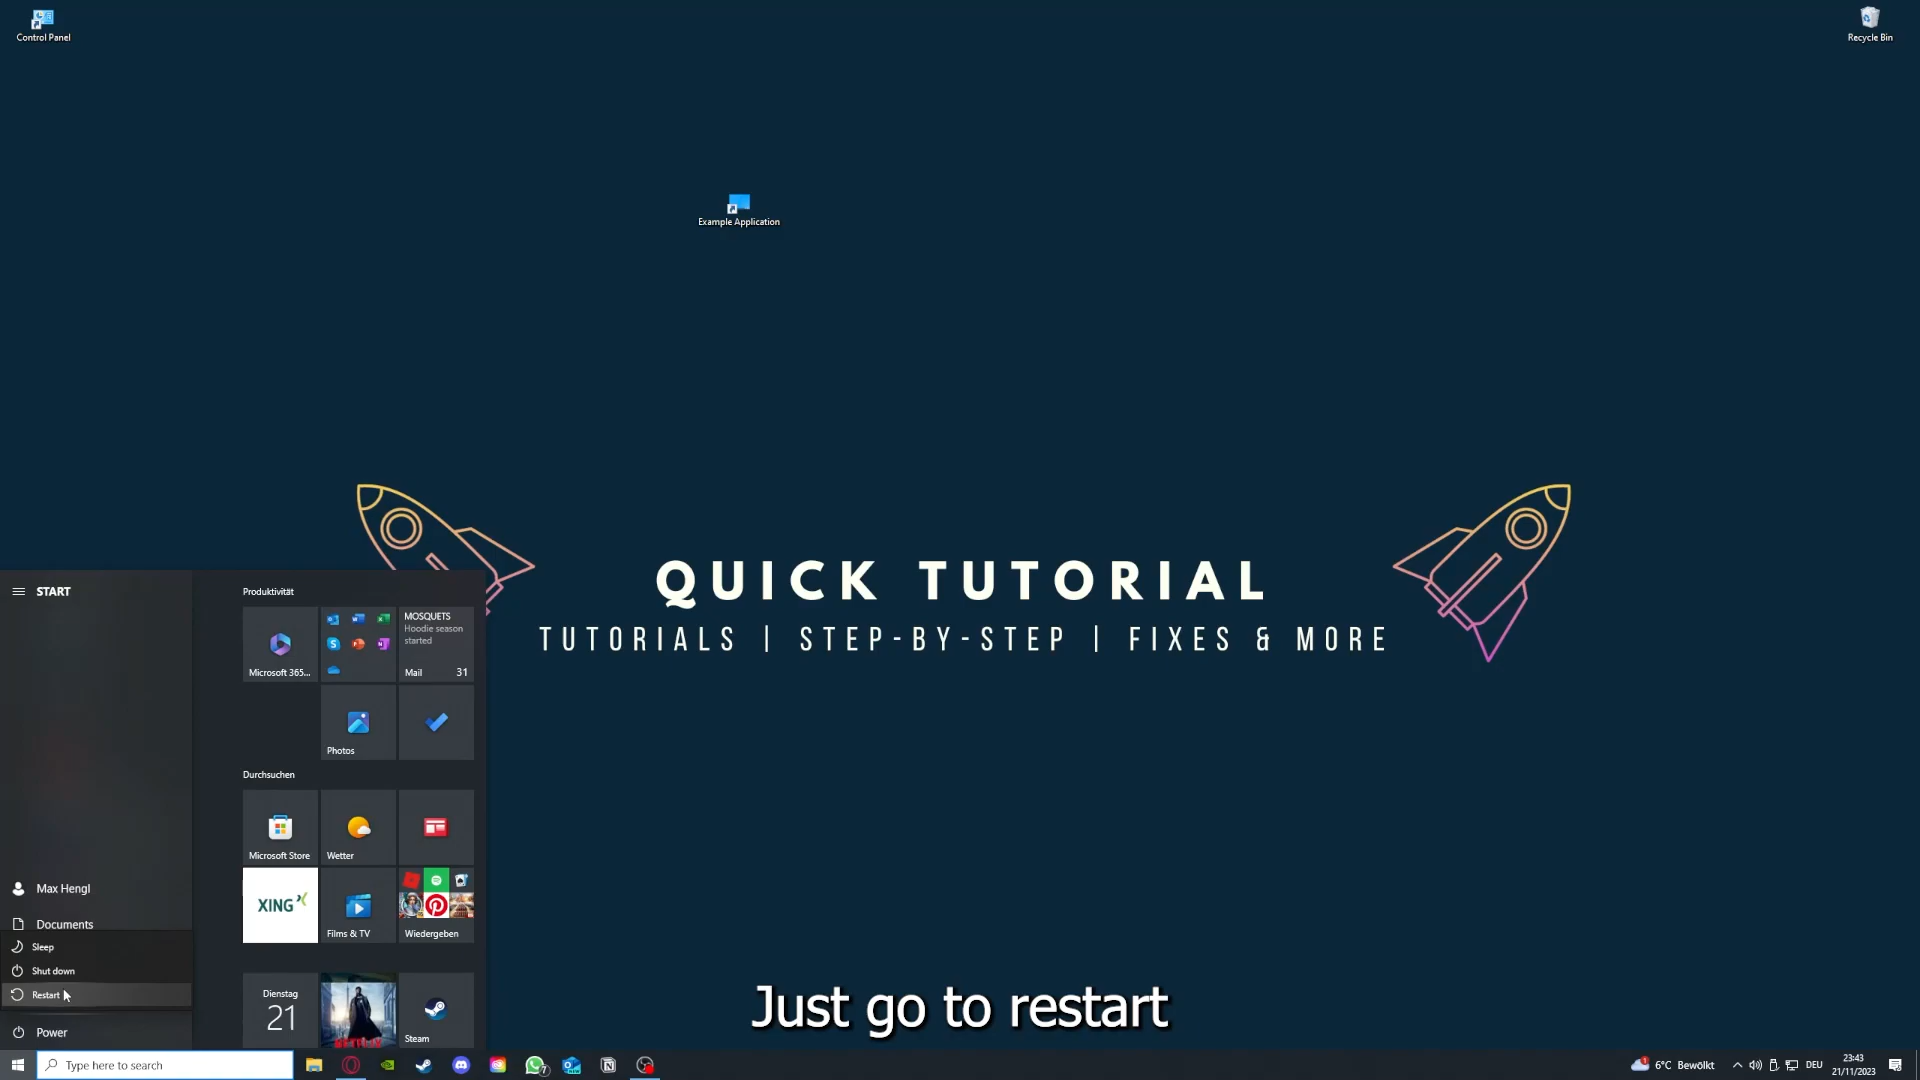 Control Panel
Recycle Bin
Example Application
QUICK TUTORIAL
TUTORIALS | STEP-BY-STEP | FIXES & MORE
START
Produktivität
Microsoft 365...
MOSQUETS
Hoodie season
started
Mail 31
Photos
Durchsuchen
Microsoft Store
Wetter
XING
Films & TV
Wiedergeben
Max Hengl
Documents
Sleep
Shut down
Restart
Power
Dienstag
21
NETFLIX
Steam
Just go to restart
Type here to search
7
1
6°C Bewölkt
DEU
23:43
21/11/2023